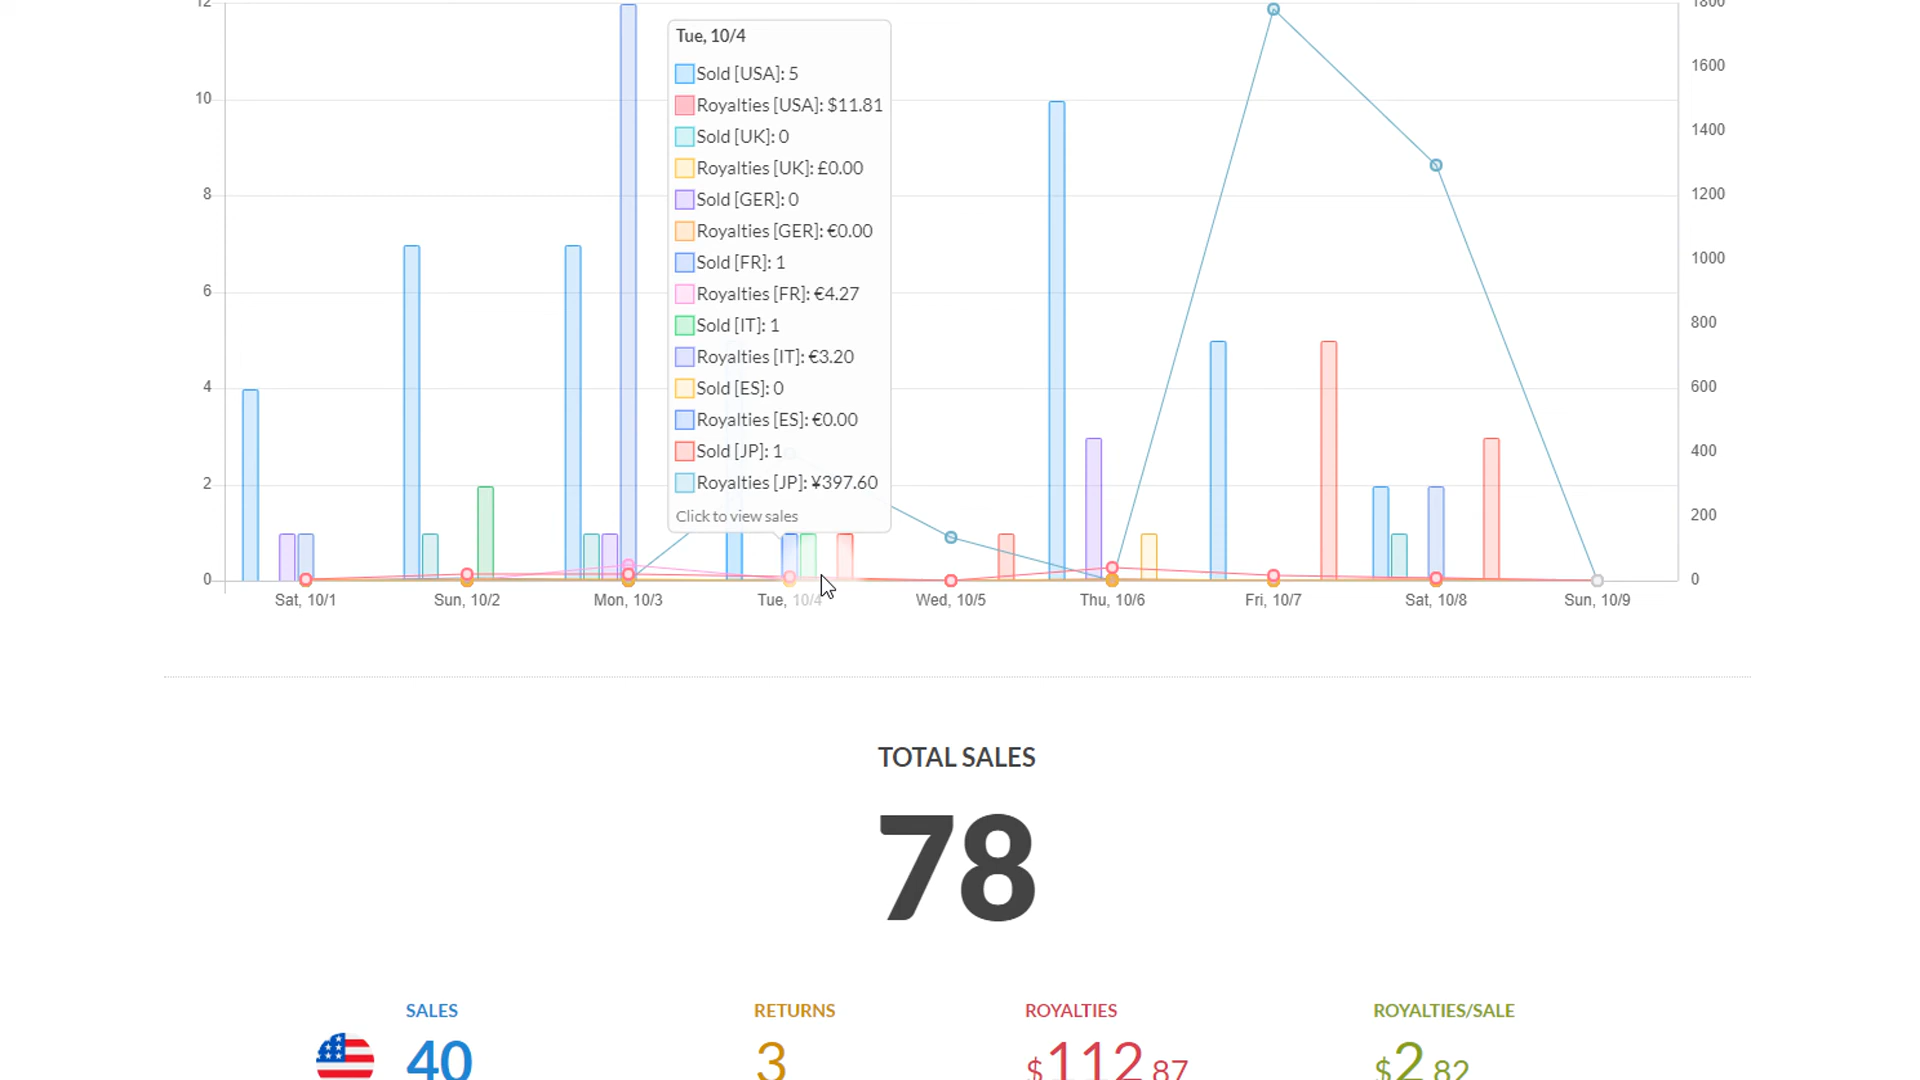 12
1800
Tue, 10/4
Sold [USA]: 5
Royalties [USA]: $11.81
Sold [UK]: 0
Royalties [UK]: £0.00
Sold [GER]: 0
Royalties [GER]: €0.00
Sold [FR]: 1
Royalties [FR]: €4.27
Sold [IT]: 1
Royalties [IT]: €3.20
Sold [ES]: 0
Royalties [ES]: €0.00
Sold [JP]: 1
Royalties [JP]: ¥397.60
Click to view sales
10
8
6
4
2
0
1600
1400
1200
1000
800
600
400
200
0
Sat, 10/1 Sun, 10/2 Mon, 10/3 Tue, 10/4 Wed, 10/5 Thu, 10/6 Fri, 10/7 Sat, 10/8 Sun, 10/9
TOTAL SALES
78
SALES RETURNS ROYALTIES ROYALTIES/SALE
40 3 $112.87 $2.82